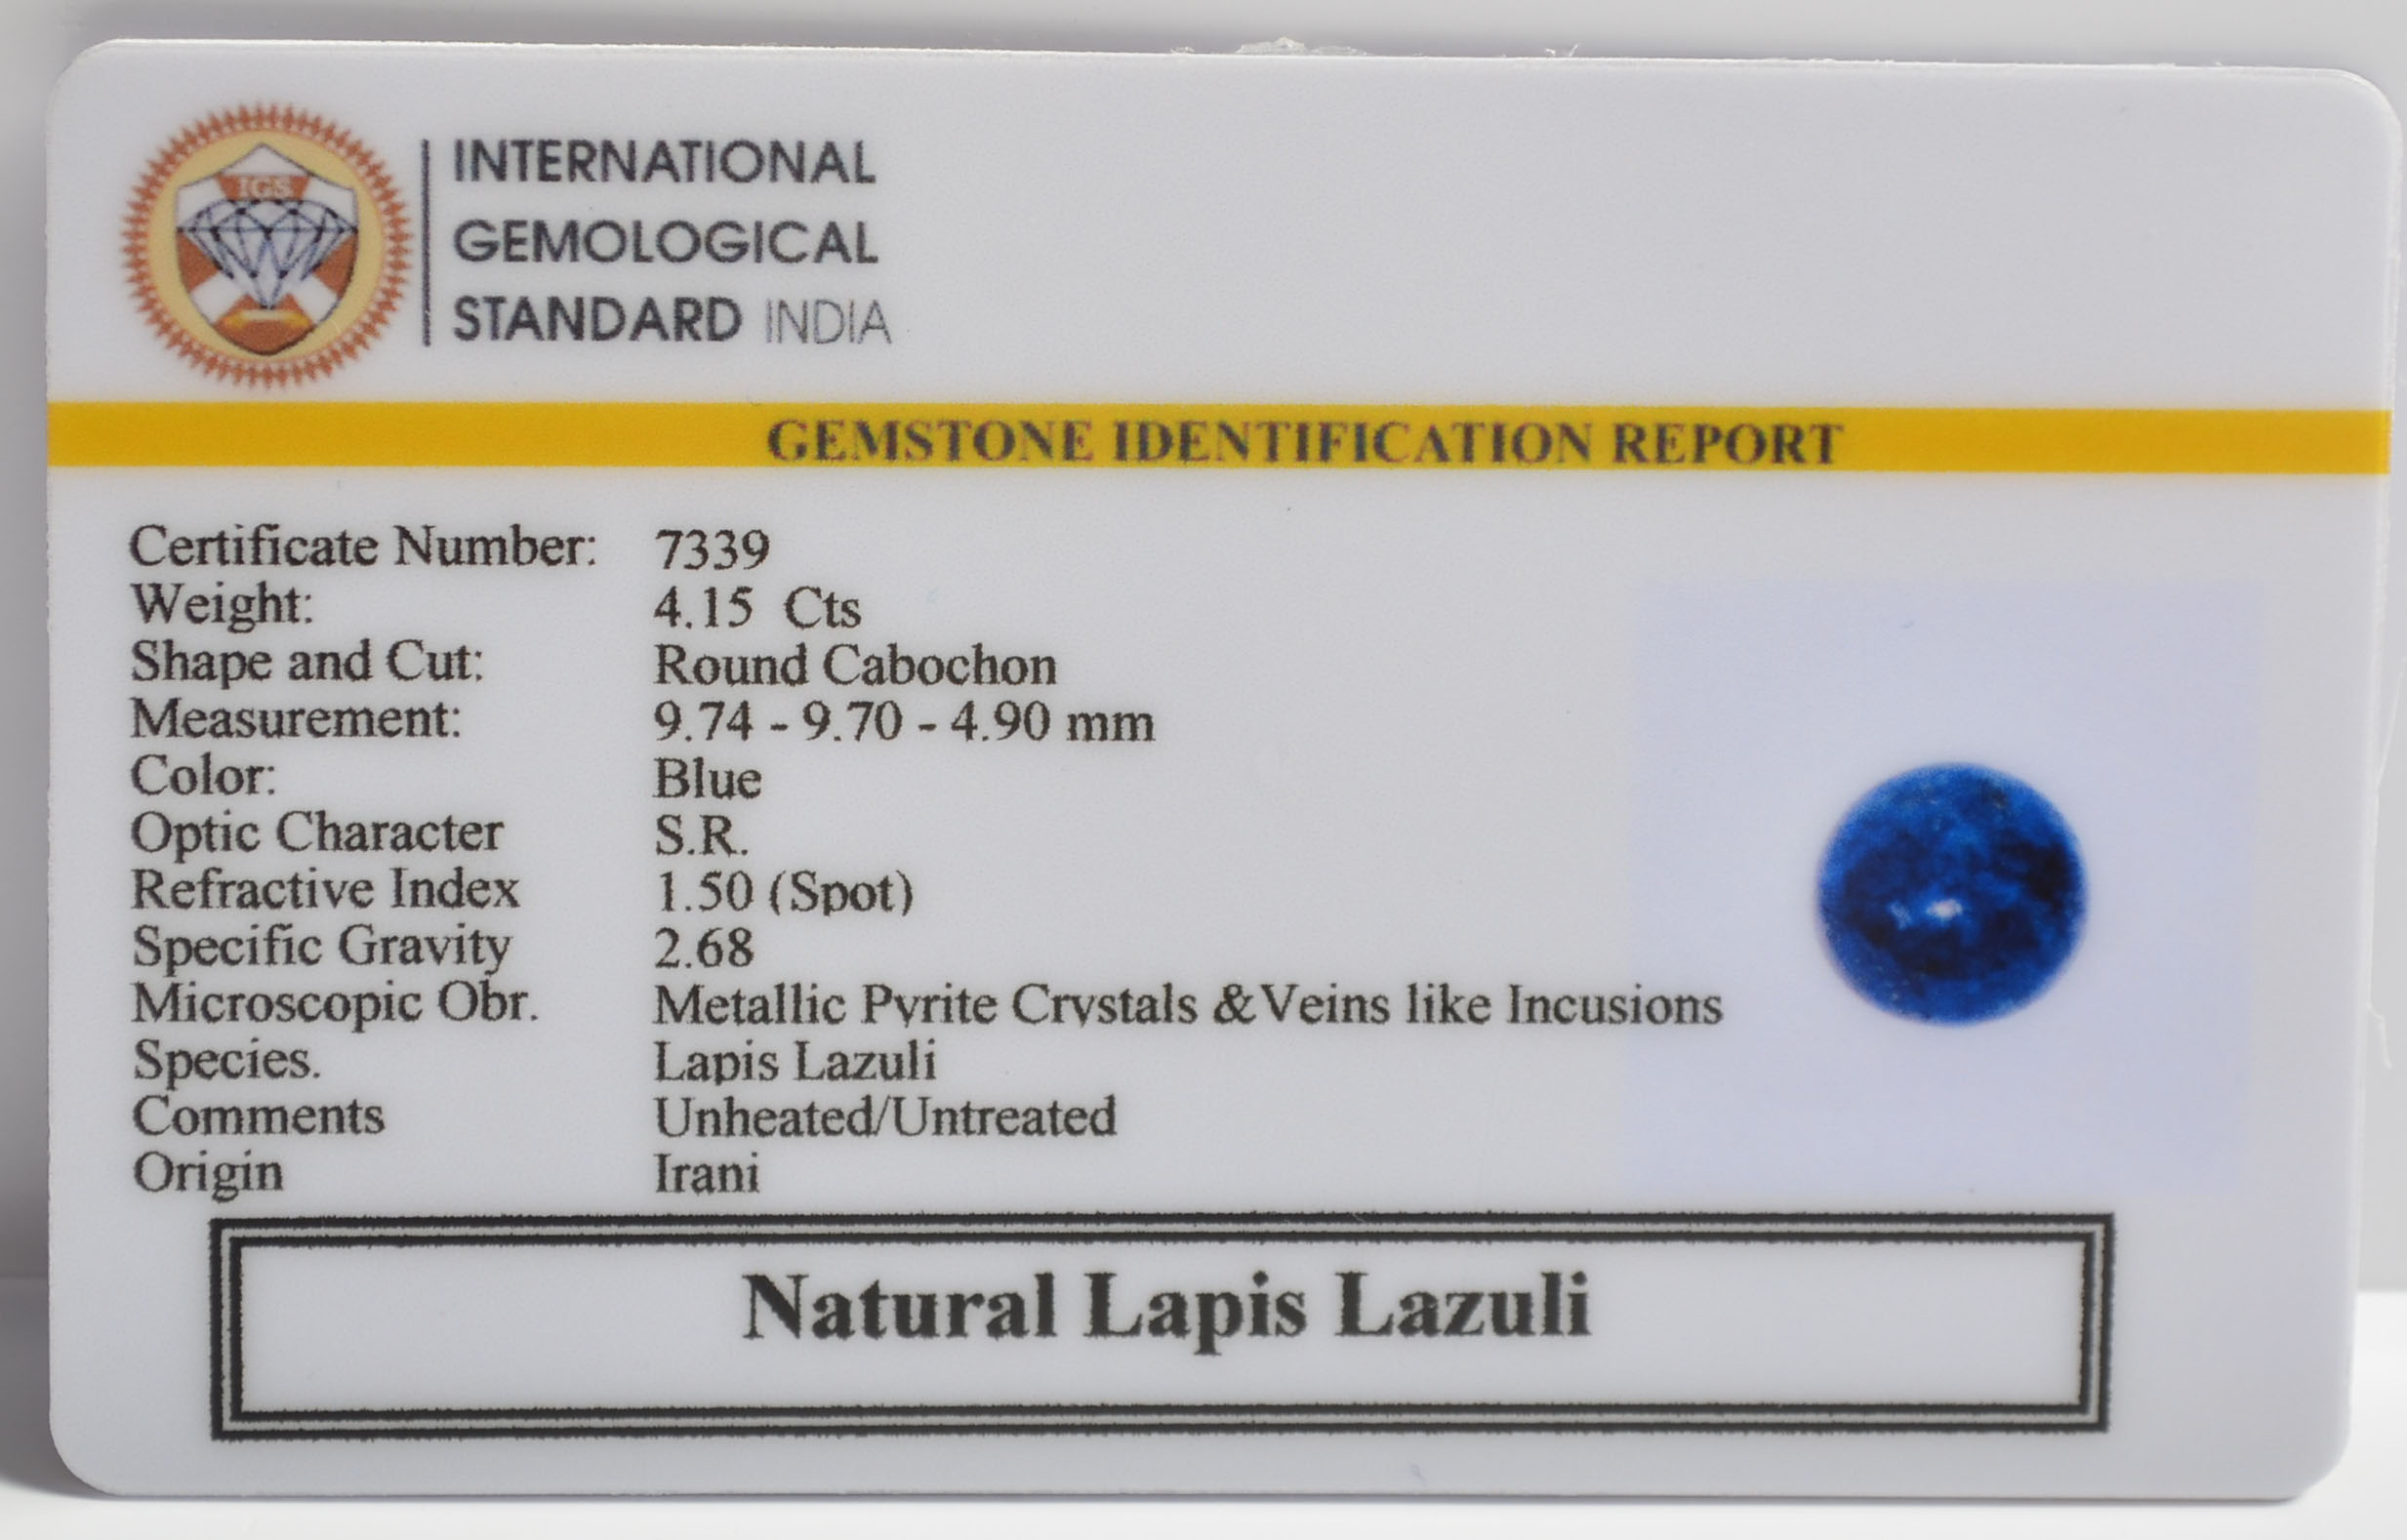 IGS
INTERNATIONAL
GEMOLOGICAL
STANDARD INDIA
GEMSTONE IDENTIFICATION REPORT
Certificate Number: 7339
Weight: 4.15 Cts
Shape and Cut: Round Cabochon
Measurement: 9.74 - 9.70 - 4.90 mm
Color: Blue
Optic Character S.R.
Refractive Index 1.50 (Spot)
Specific Gravity 2.68
Microscopic Obr. Metallic Pyrite Crystals &Veins like Incusions
Species. Lapis Lazuli
Comments Unheated/Untreated
Origin Irani
Natural Lapis Lazuli